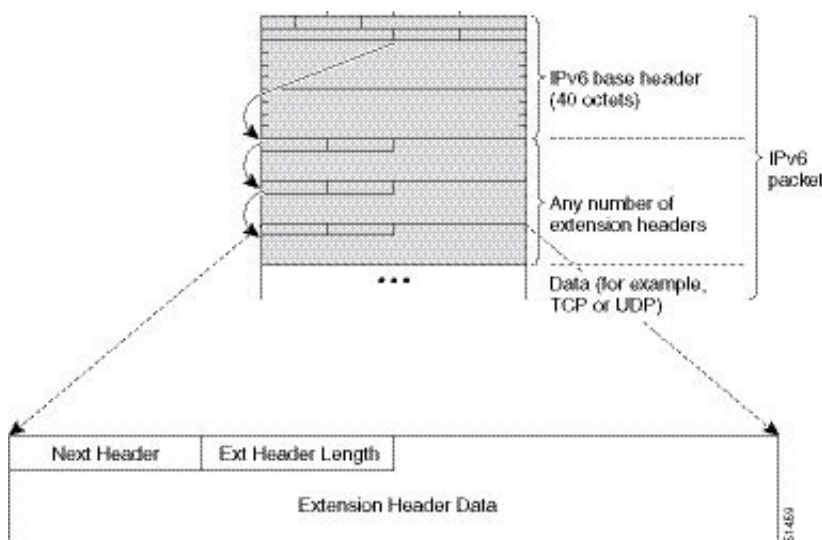 IPv6 base header
(40 octets)
IPv6
packet
Any number of
extension headers
Data (for example,
TCP or UDP)
Next Header
Ext Header Length
Extension Header Data
51459